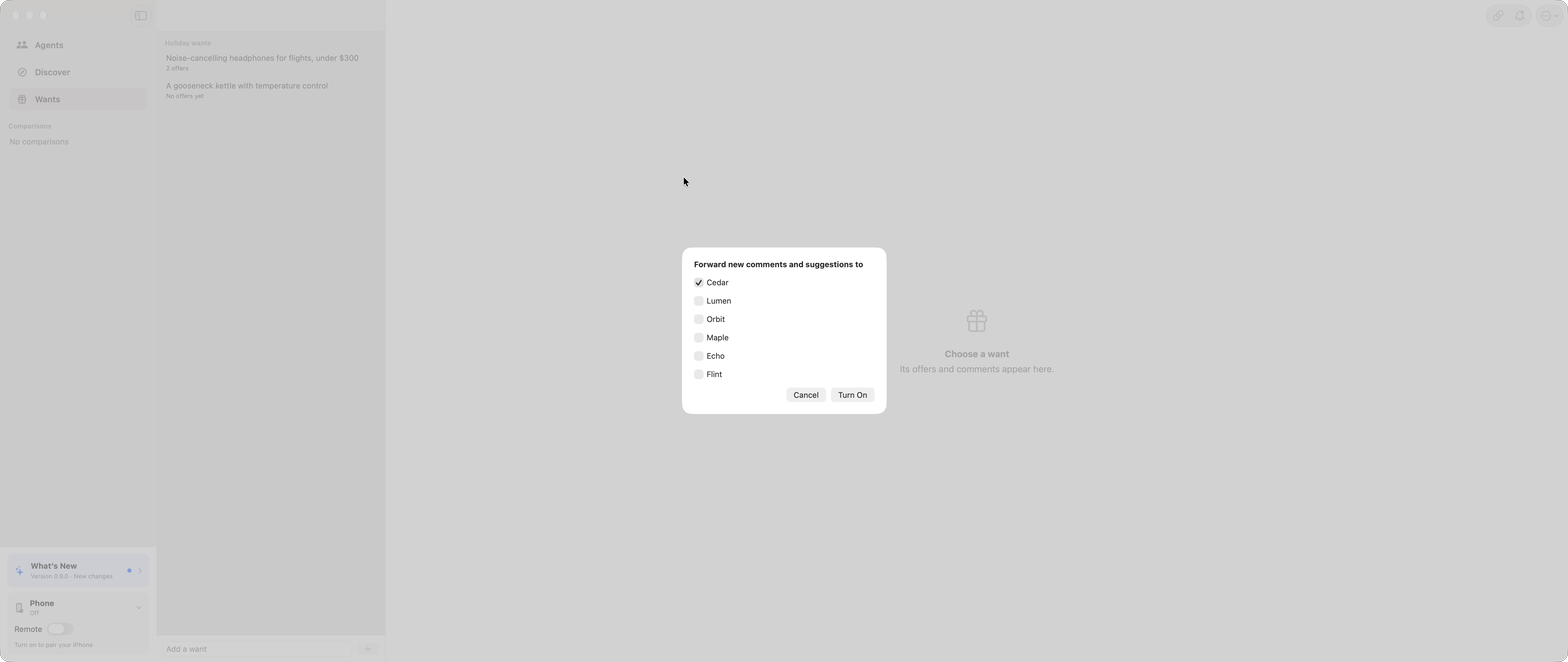 Agents
Discover
Wants
Comparisons
No comparisons
What's New
Version 0.9.0 · New changes
Phone
Off
Remote
Turn on to pair your iPhone
Holiday wants
Noise-cancelling headphones for flights, under $300
2 offers
A gooseneck kettle with temperature control
No offers yet
Add a want
Forward new comments and suggestions to
Cedar
Lumen
Orbit
Maple
Echo
Flint
Cancel
Turn On
Choose a want
Its offers and comments appear here.